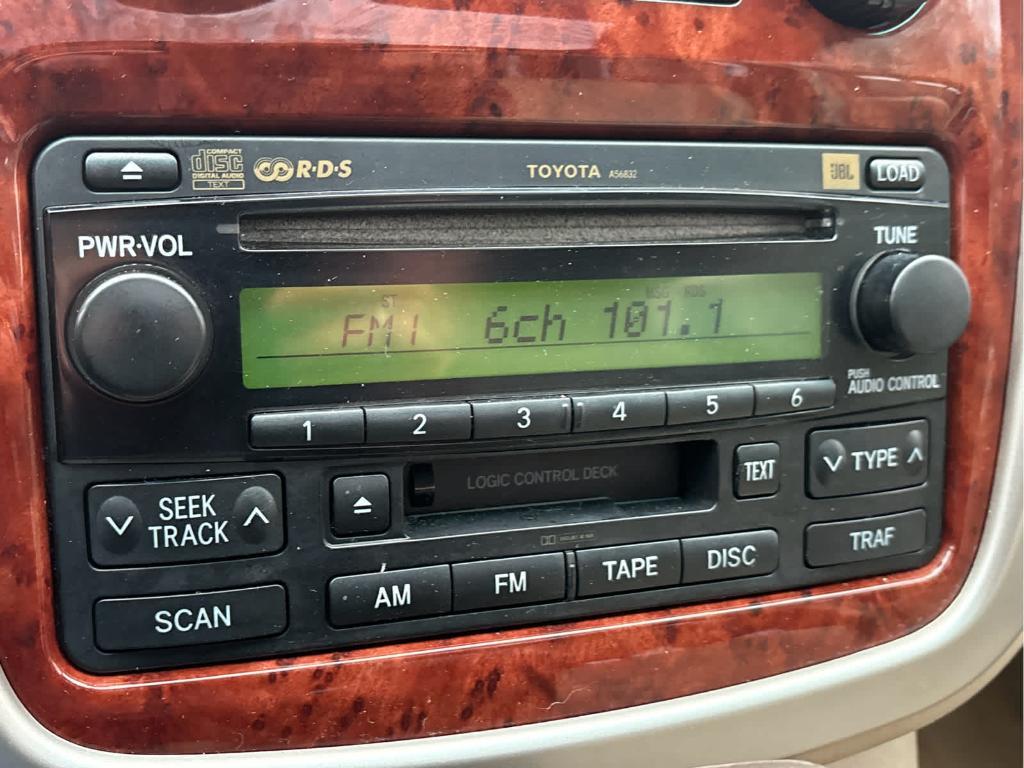 COMPACT
disc
DIGITAL AUDIO
TEXT
R·D·S
TOYOTA A56832
JBL
LOAD
PWR·VOL
TUNE
ST
MSG RDS
FM1 6ch 101.1
PUSH
AUDIO CONTROL
1 2 3 4 5 6
LOGIC CONTROL DECK
TEXT
TYPE
SEEK
TRACK
TRAF
AM FM TAPE DISC
SCAN